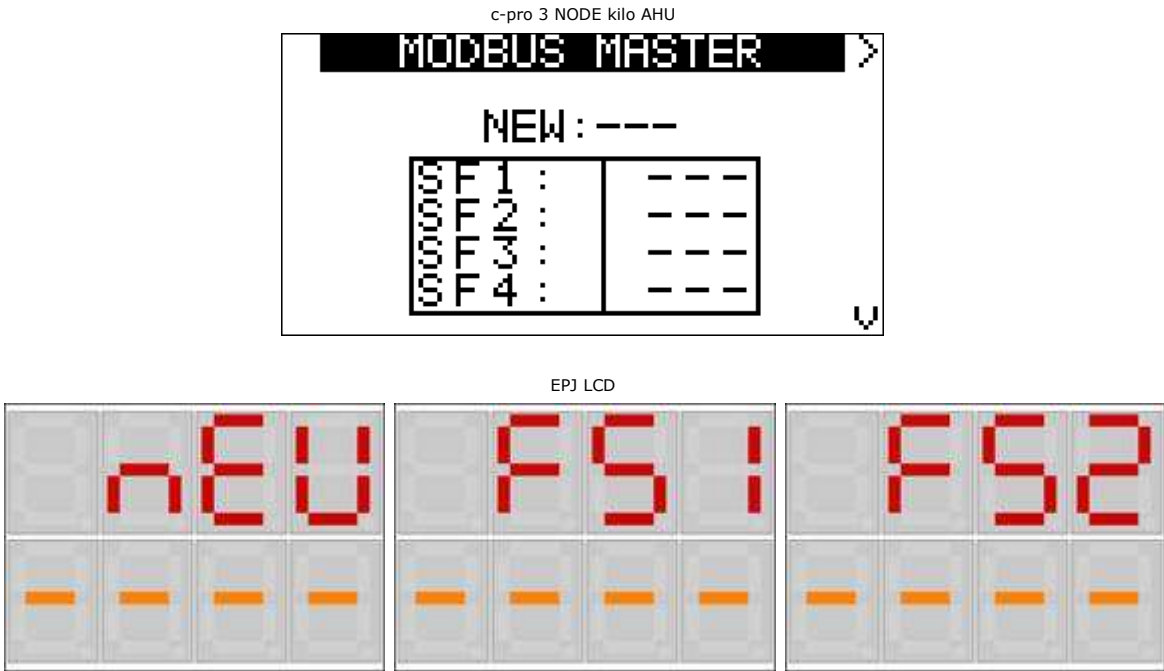 c-pro 3 NODE kilo AHU
MODBUS MASTER >
NEW:---
SF1: ---
SF2: ---
SF3: ---
SF4: ---
V
EPJ LCD
nEU FS1 FS2
---- ---- ----